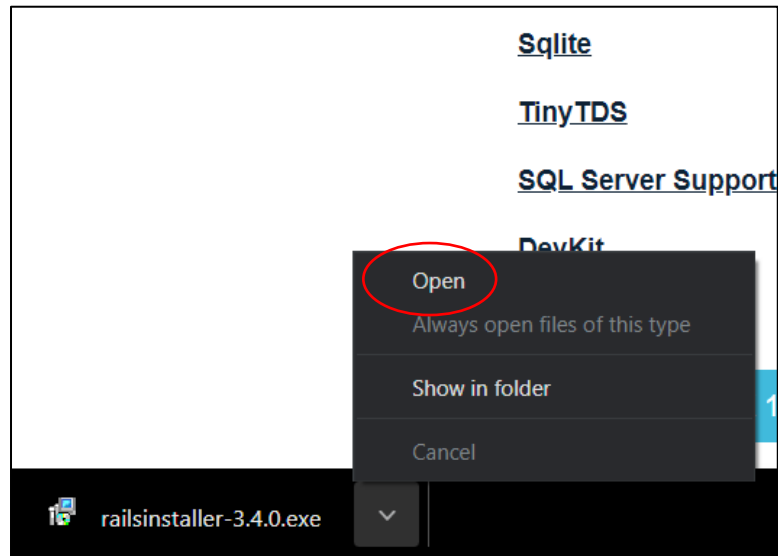 Sqlite
TinyTDS
SQL Server Support
DevKit
Open
Always open files of this type
Show in folder
1
Cancel
railsinstaller-3.4.0.exe